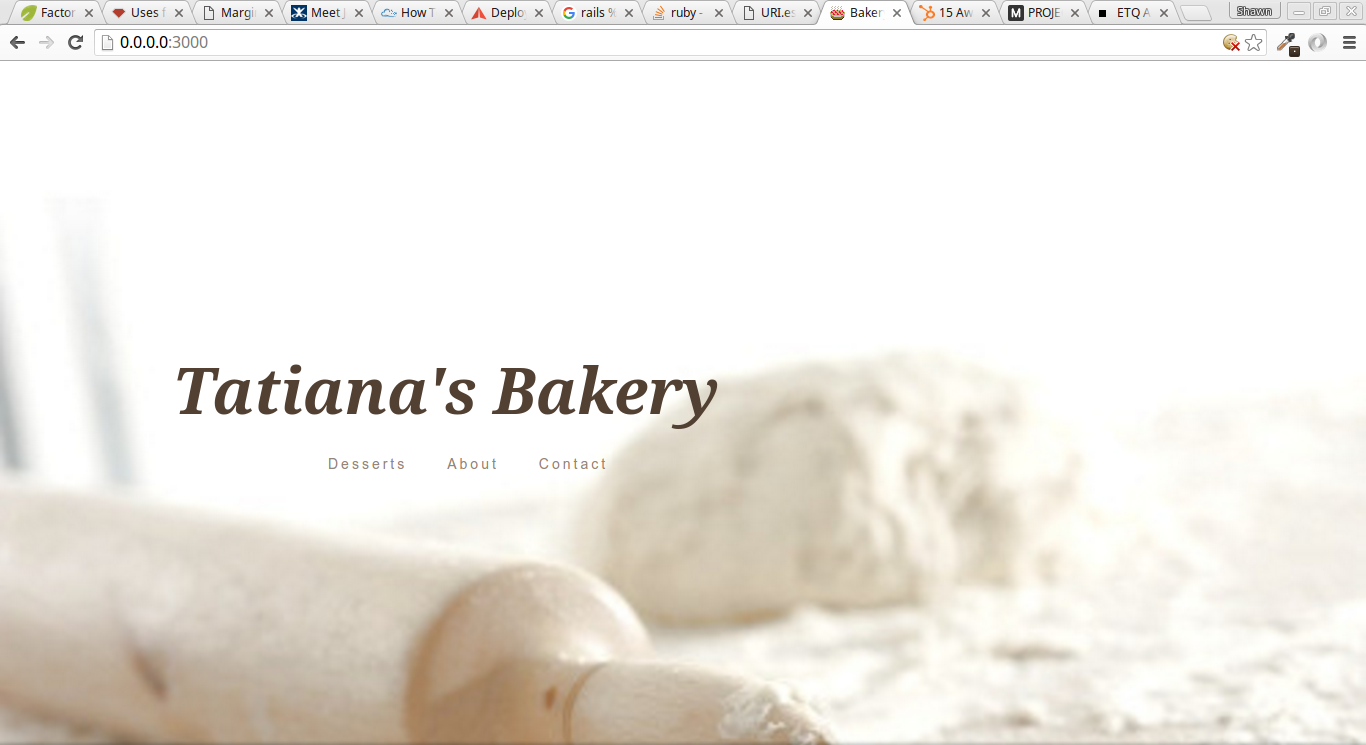 Factor Uses f Margi Meet J How T Deplo rails % ruby - URI.es Baker 15 Aw M PROJE ETQ A Shawn
0.0.0.0:3000
Tatiana's Bakery
Desserts About Contact